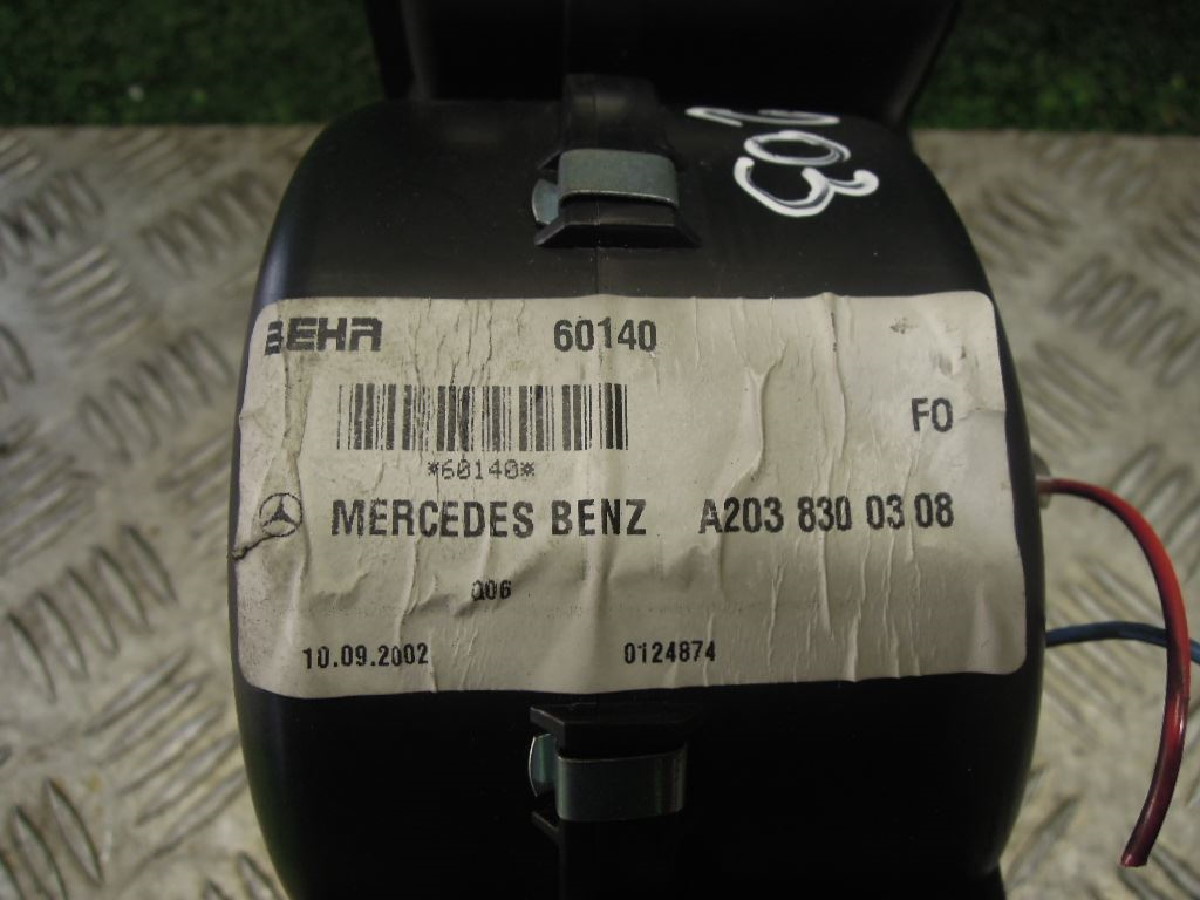 203
BEHR 60140
FO
*60140*
MERCEDES BENZ A203 830 03 08
006
10.09.2002 0124874